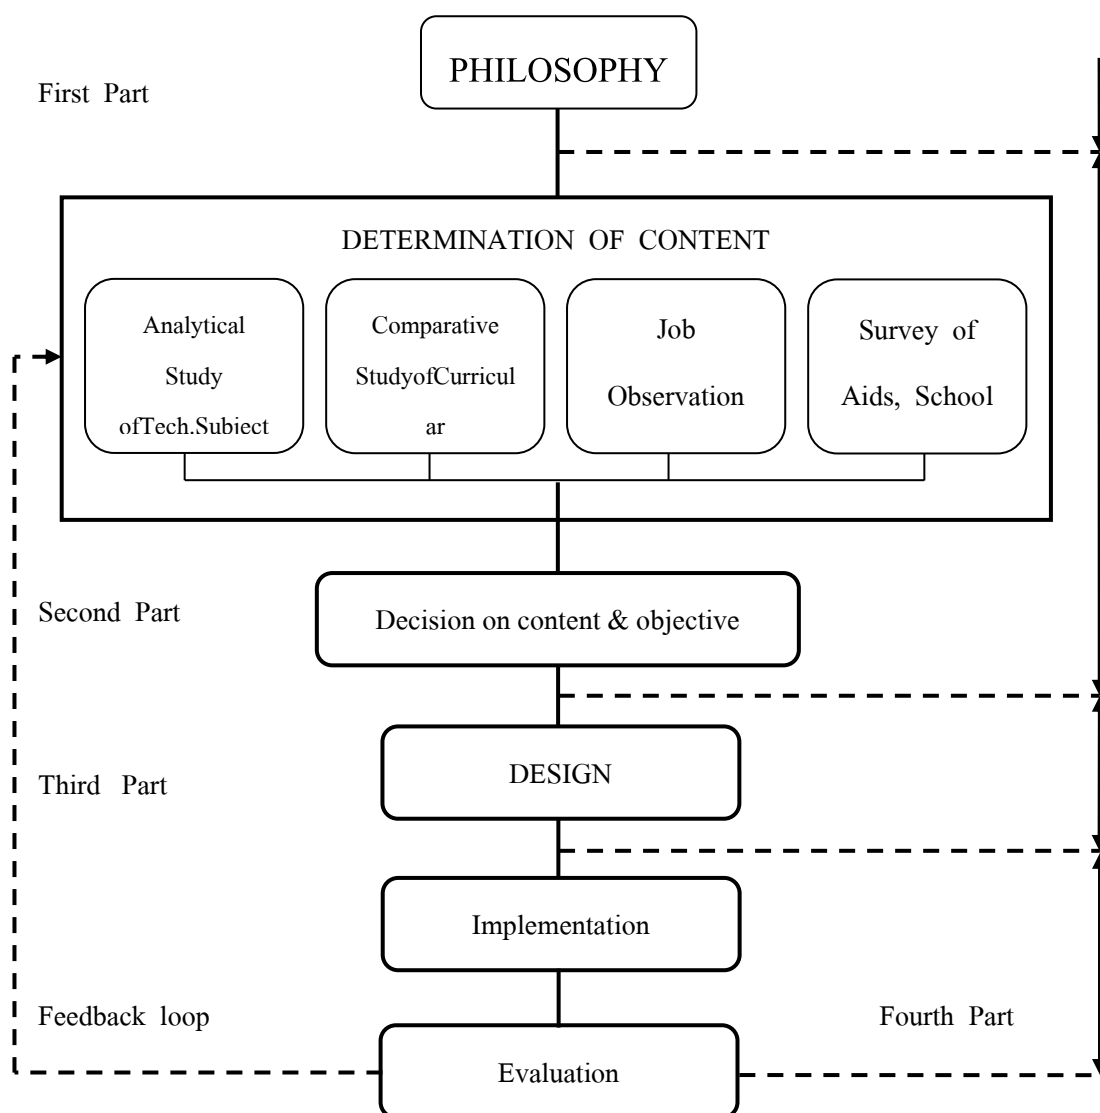 PHILOSOPHY
First Part
DETERMINATION OF CONTENT
Analytical
Study
ofTech.Subiect
Comparative
StudyofCurricul
ar
Job
Observation
Survey of
Aids, School
Second Part
Decision on content & objective
Third Part
DESIGN
Implementation
Feedback loop
Fourth Part
Evaluation